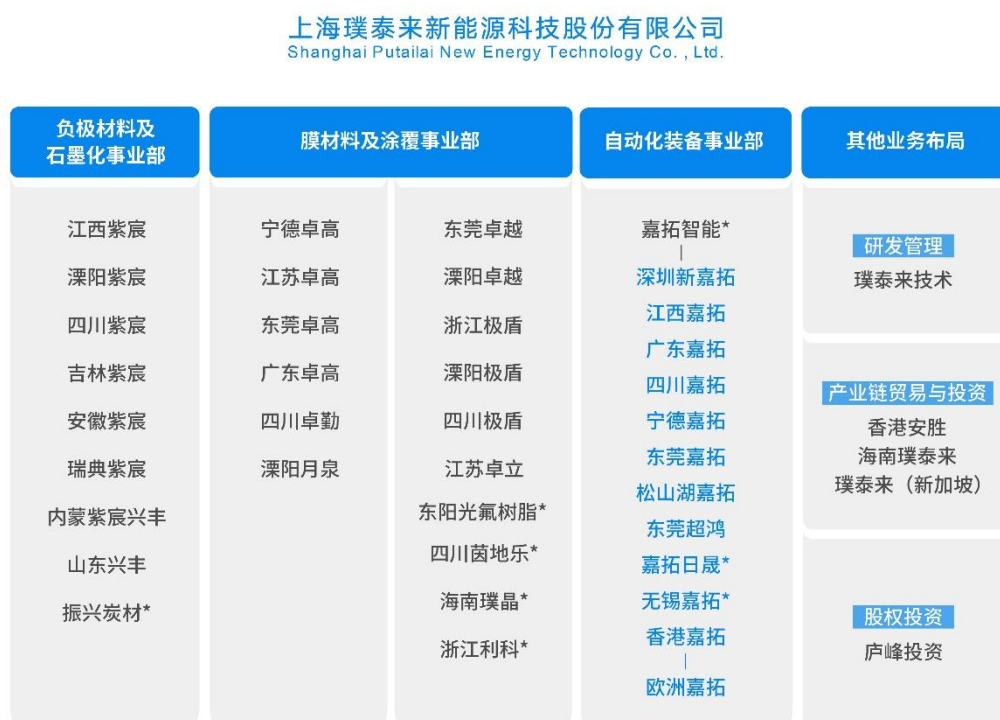 上海璞泰来新能源科技股份有限公司
Shanghai Putailai New Energy Technology Co. , Ltd.
负极材料及
石墨化事业部
江西紫宸
溧阳紫宸
四川紫宸
吉林紫宸
安徽紫宸
瑞典紫宸
内蒙紫宸兴丰
山东兴丰
振兴炭材*
膜材料及涂覆事业部
宁德卓高
江苏卓高
东莞卓高
广东卓高
四川卓勤
溧阳月泉
东莞卓越
溧阳卓越
浙江极盾
溧阳极盾
四川极盾
江苏卓立
东阳光氟树脂*
四川茵地乐*
海南璞晶*
浙江利科*
自动化装备事业部
嘉拓智能*
深圳新嘉拓
江西嘉拓
广东嘉拓
四川嘉拓
宁德嘉拓
东莞嘉拓
松山湖嘉拓
东莞超鸿
嘉拓日晟*
无锡嘉拓*
香港嘉拓
欧洲嘉拓
其他业务布局
研发管理
璞泰来技术
产业链贸易与投资
香港安胜
海南璞泰来
璞泰来（新加坡）
股权投资
庐峰投资